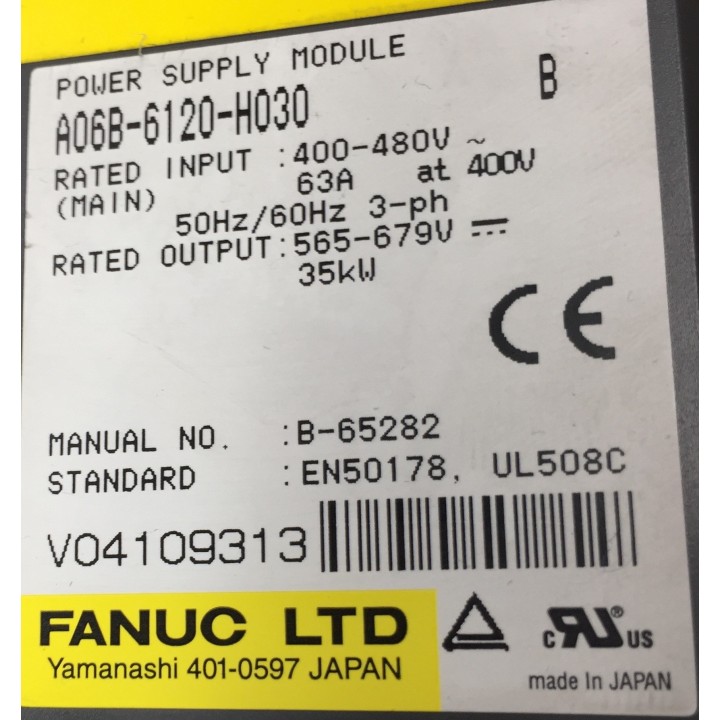 POWER SUPPLY MODULE
A06B-6120-H030 B
RATED INPUT :400-480V ~
(MAIN) 63A at 400V
50Hz/60Hz 3-ph
RATED OUTPUT:565-679V ⎓
35kW
CE
MANUAL NO. :B-65282
STANDARD :EN50178, UL508C
V04109313
FANUC LTD
Yamanashi 401-0597 JAPAN
c RU ® US
made in JAPAN